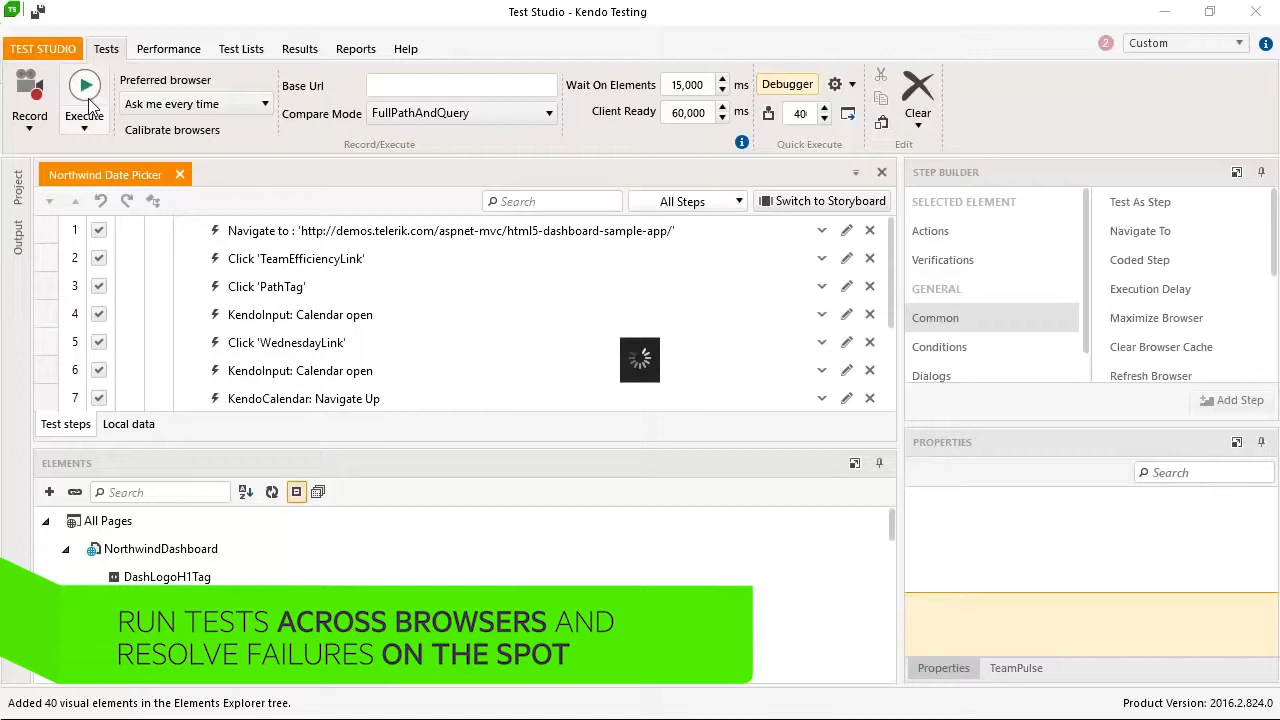 TS
Test Studio - Kendo Testing
TEST STUDIO
Tests
Performance
Test Lists
Results
Reports
Help
2
Custom
Record
Execute
Preferred browser
Ask me every time
Calibrate browsers
Base Url
Compare Mode
FullPathAndQuery
Wait On Elements
15,000
ms
Client Ready
60,000
ms
Record/Execute
Debugger
40
Quick Execute
Edit
Clear
Project
Output
Northwind Date Picker
Search
All Steps
Switch to Storyboard
1 Navigate to : 'http://demos.telerik.com/aspnet-mvc/html5-dashboard-sample-app/'
2 Click 'TeamEfficiencyLink'
3 Click 'PathTag'
4 KendoInput: Calendar open
5 Click 'WednesdayLink'
6 KendoInput: Calendar open
7 KendoCalendar: Navigate Up
Test steps
Local data
STEP BUILDER
SELECTED ELEMENT
Actions
Verifications
GENERAL
Common
Conditions
Dialogs
Test As Step
Navigate To
Coded Step
Execution Delay
Maximize Browser
Clear Browser Cache
Refresh Browser
Add Step
ELEMENTS
Search
All Pages
NorthwindDashboard
DashLogoH1Tag
PROPERTIES
Search
Properties
TeamPulse
RUN TESTS ACROSS BROWSERS AND
RESOLVE FAILURES ON THE SPOT
Added 40 visual elements in the Elements Explorer tree.
Product Version: 2016.2.824.0